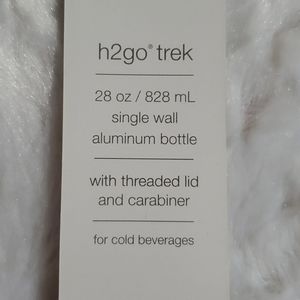 h2go® trek
28 oz / 828 mL
single wall
aluminum bottle
with threaded lid
and carabiner
for cold beverages